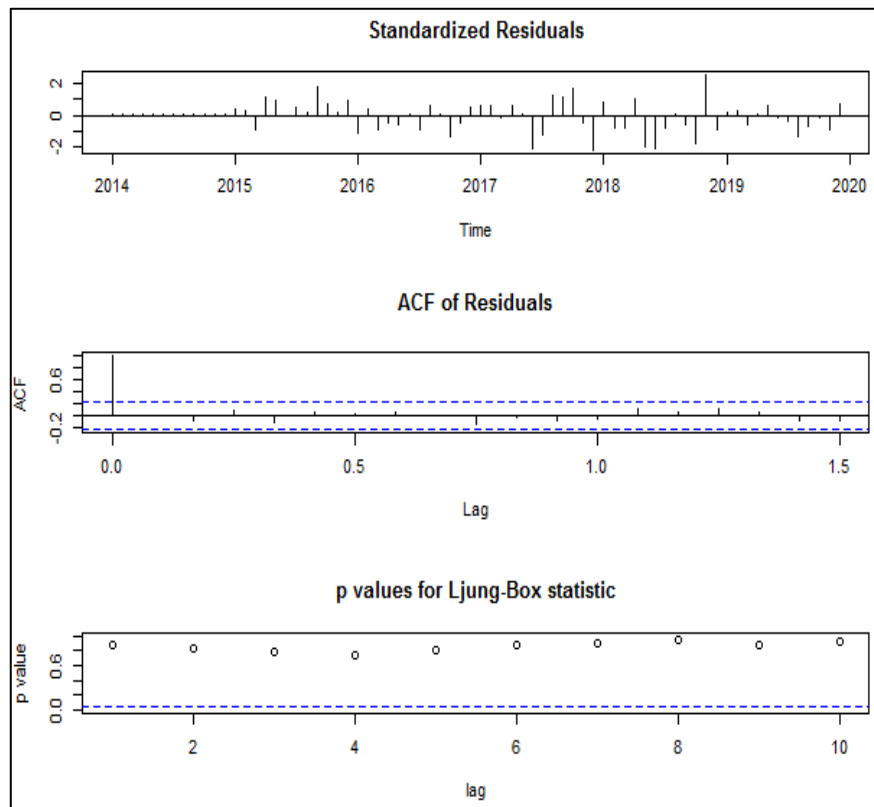 Standardized Residuals
2
0
-2
2014 2015 2016 2017 2018 2019 2020
Time
ACF of Residuals
ACF
0.6
-0.2
0.0 0.5 1.0 1.5
Lag
p values for Ljung-Box statistic
p value
0.6
0.0
2 4 6 8 10
lag